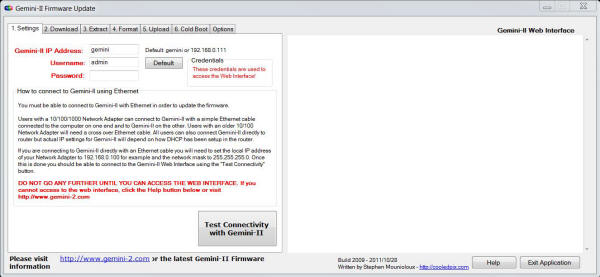 Gemini-II Firmware Update
1. Settings
2. Download
3. Extract
4. Format
5. Upload
6. Cold Boot
Options
Gemini-II IP Address:
gemini
Default: gemini or 192.168.0.111
Username:
admin
Default
Password:
Credentials
These credentials are used to
access the Web Interface!
How to connect to Gemini-II using Ethernet
You must be able to connect to Gemini-II with Ethernet in order to update the firmware.
Users with a 10/100/1000 Network Adapter can connect to Gemini-II with a simple Ethernet cable
connected to the computer on one end and to Gemini-II on the other. Users with an older 10/100
Network Adapter will need a cross over Ethernet cable. All users can also connect Gemini-II directly to
router but actual IP settings for Gemini-II will depend on how DHCP has been setup in the router.
If you are connecting to Gemini-II directly with an Ethernet cable you will need to set the local IP address
of your Network Adapter to 192.168.0.100 for example and the network mask to 255.255.255.0. Once
this is done you should be able to connect to the Gemini-II Web Interface using the "Test Connectivity"
button.
DO NOT GO ANY FURTHER UNTIL YOU CAN ACCESS THE WEB INTERFACE. If you
cannot access to the web interface, click the Help button below or visit
http://www.gemini-2.com
Test Connectivity
with Gemini-II
Gemini-II Web Interface
Please visit http://www.gemini-2.com or the latest Gemini-II Firmware
information
Build 2009 - 2011/10/28
Written by Stephen Mounioloux - http://cooledpix.com
Help
Exit Application